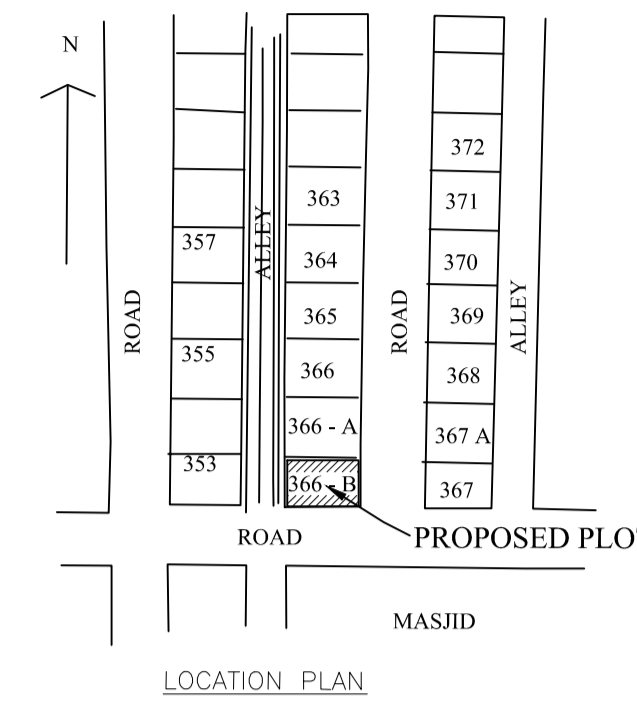 N
372
363
371
357
ALLEY
364
370
ROAD
365
ROAD
369
ALLEY
355
366
368
366 - A
367 A
353
366 - B
367
ROAD
PROPOSED PLO
MASJID
LOCATION PLAN